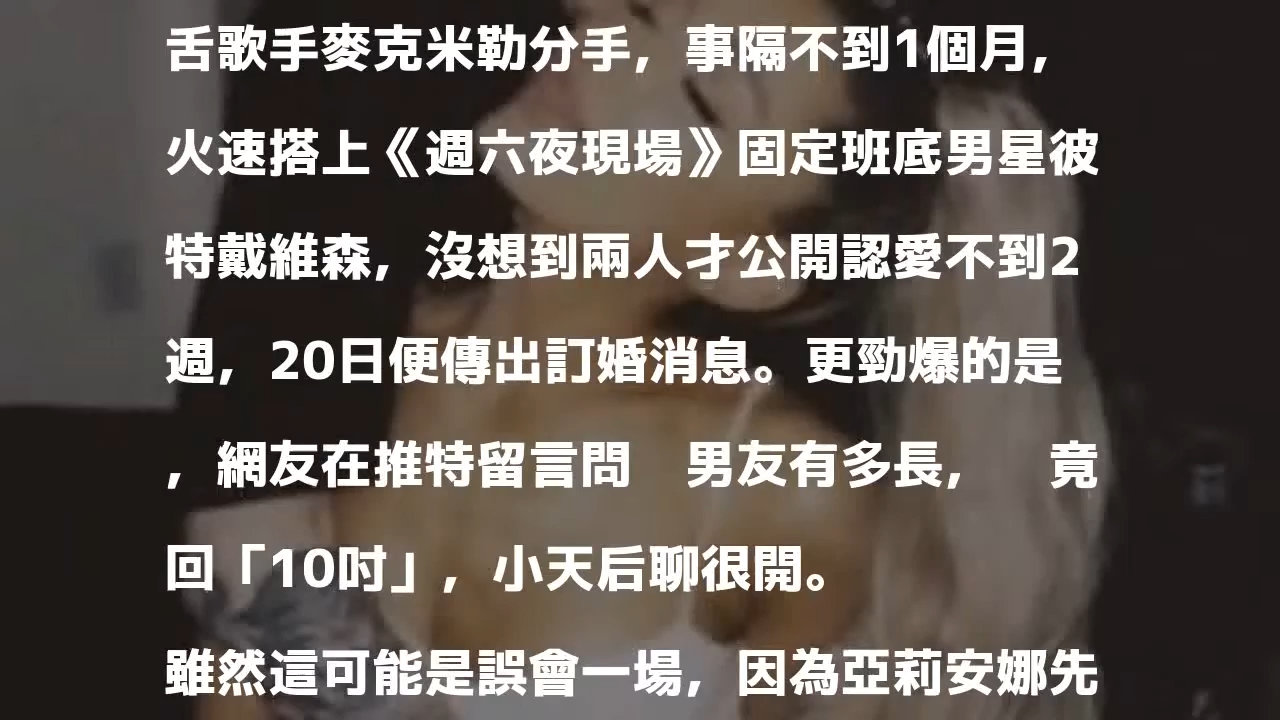 舌歌手麥克米勒分手，事隔不到1個月，
火速搭上《週六夜現場》固定班底男星彼
特戴維森，沒想到兩人才公開認愛不到2
週，20日便傳出訂婚消息。更勁爆的是
，網友在推特留言問　男友有多長，　竟
回「10吋」，小天后聊很開。
雖然這可能是誤會一場，因為亞莉安娜先